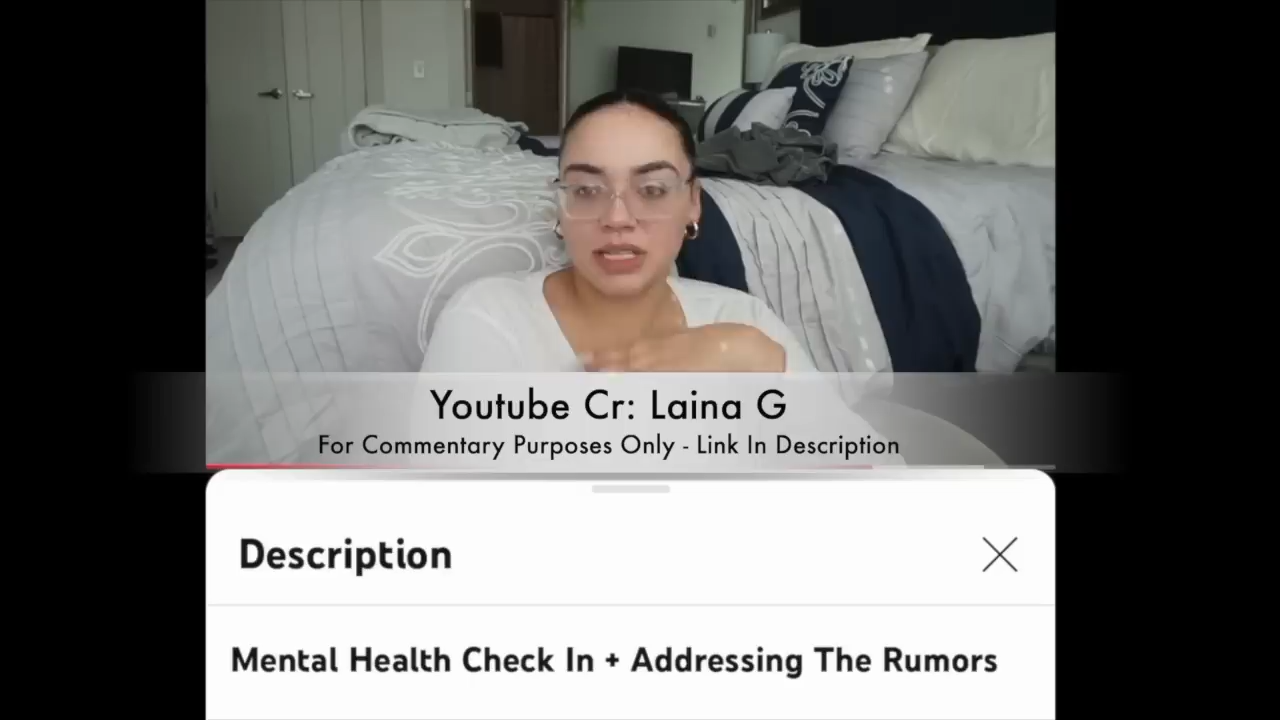 Youtube Cr: Laina G
For Commentary Purposes Only - Link In Description
Description
Mental Health Check In + Addressing The Rumors